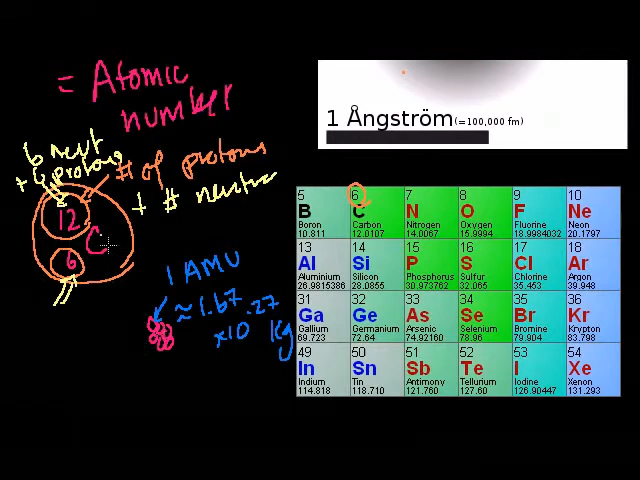 = Atomic
number
6 neut
+ 6 protons
# of protons
+ # neutro
12
C
6
1 AMU
≈ 1.67
×10 -27
Kg
1 Ångström (=100,000 fm)
5 6 7 8 9 10
B C N O F Ne
Boron Carbon Nitrogen Oxygen Fluorine Neon
10.811 12.0107 14.0067 15.9994 18.9984032 20.1797
13 14 15 16 17 18
Al Si P S Cl Ar
Aluminium Silicon Phosphorus Sulfur Chlorine Argon
26.9815386 28.0855 30.973762 32.065 35.453 39.948
31 32 33 34 35 36
Ga Ge As Se Br Kr
Gallium Germanium Arsenic Selenium Bromine Krypton
69.723 72.64 74.92160 78.96 79.904 83.798
49 50 51 52 53 54
In Sn Sb Te I Xe
Indium Tin Antimony Tellurium Iodine Xenon
114.818 118.710 121.760 127.60 126.90447 131.293